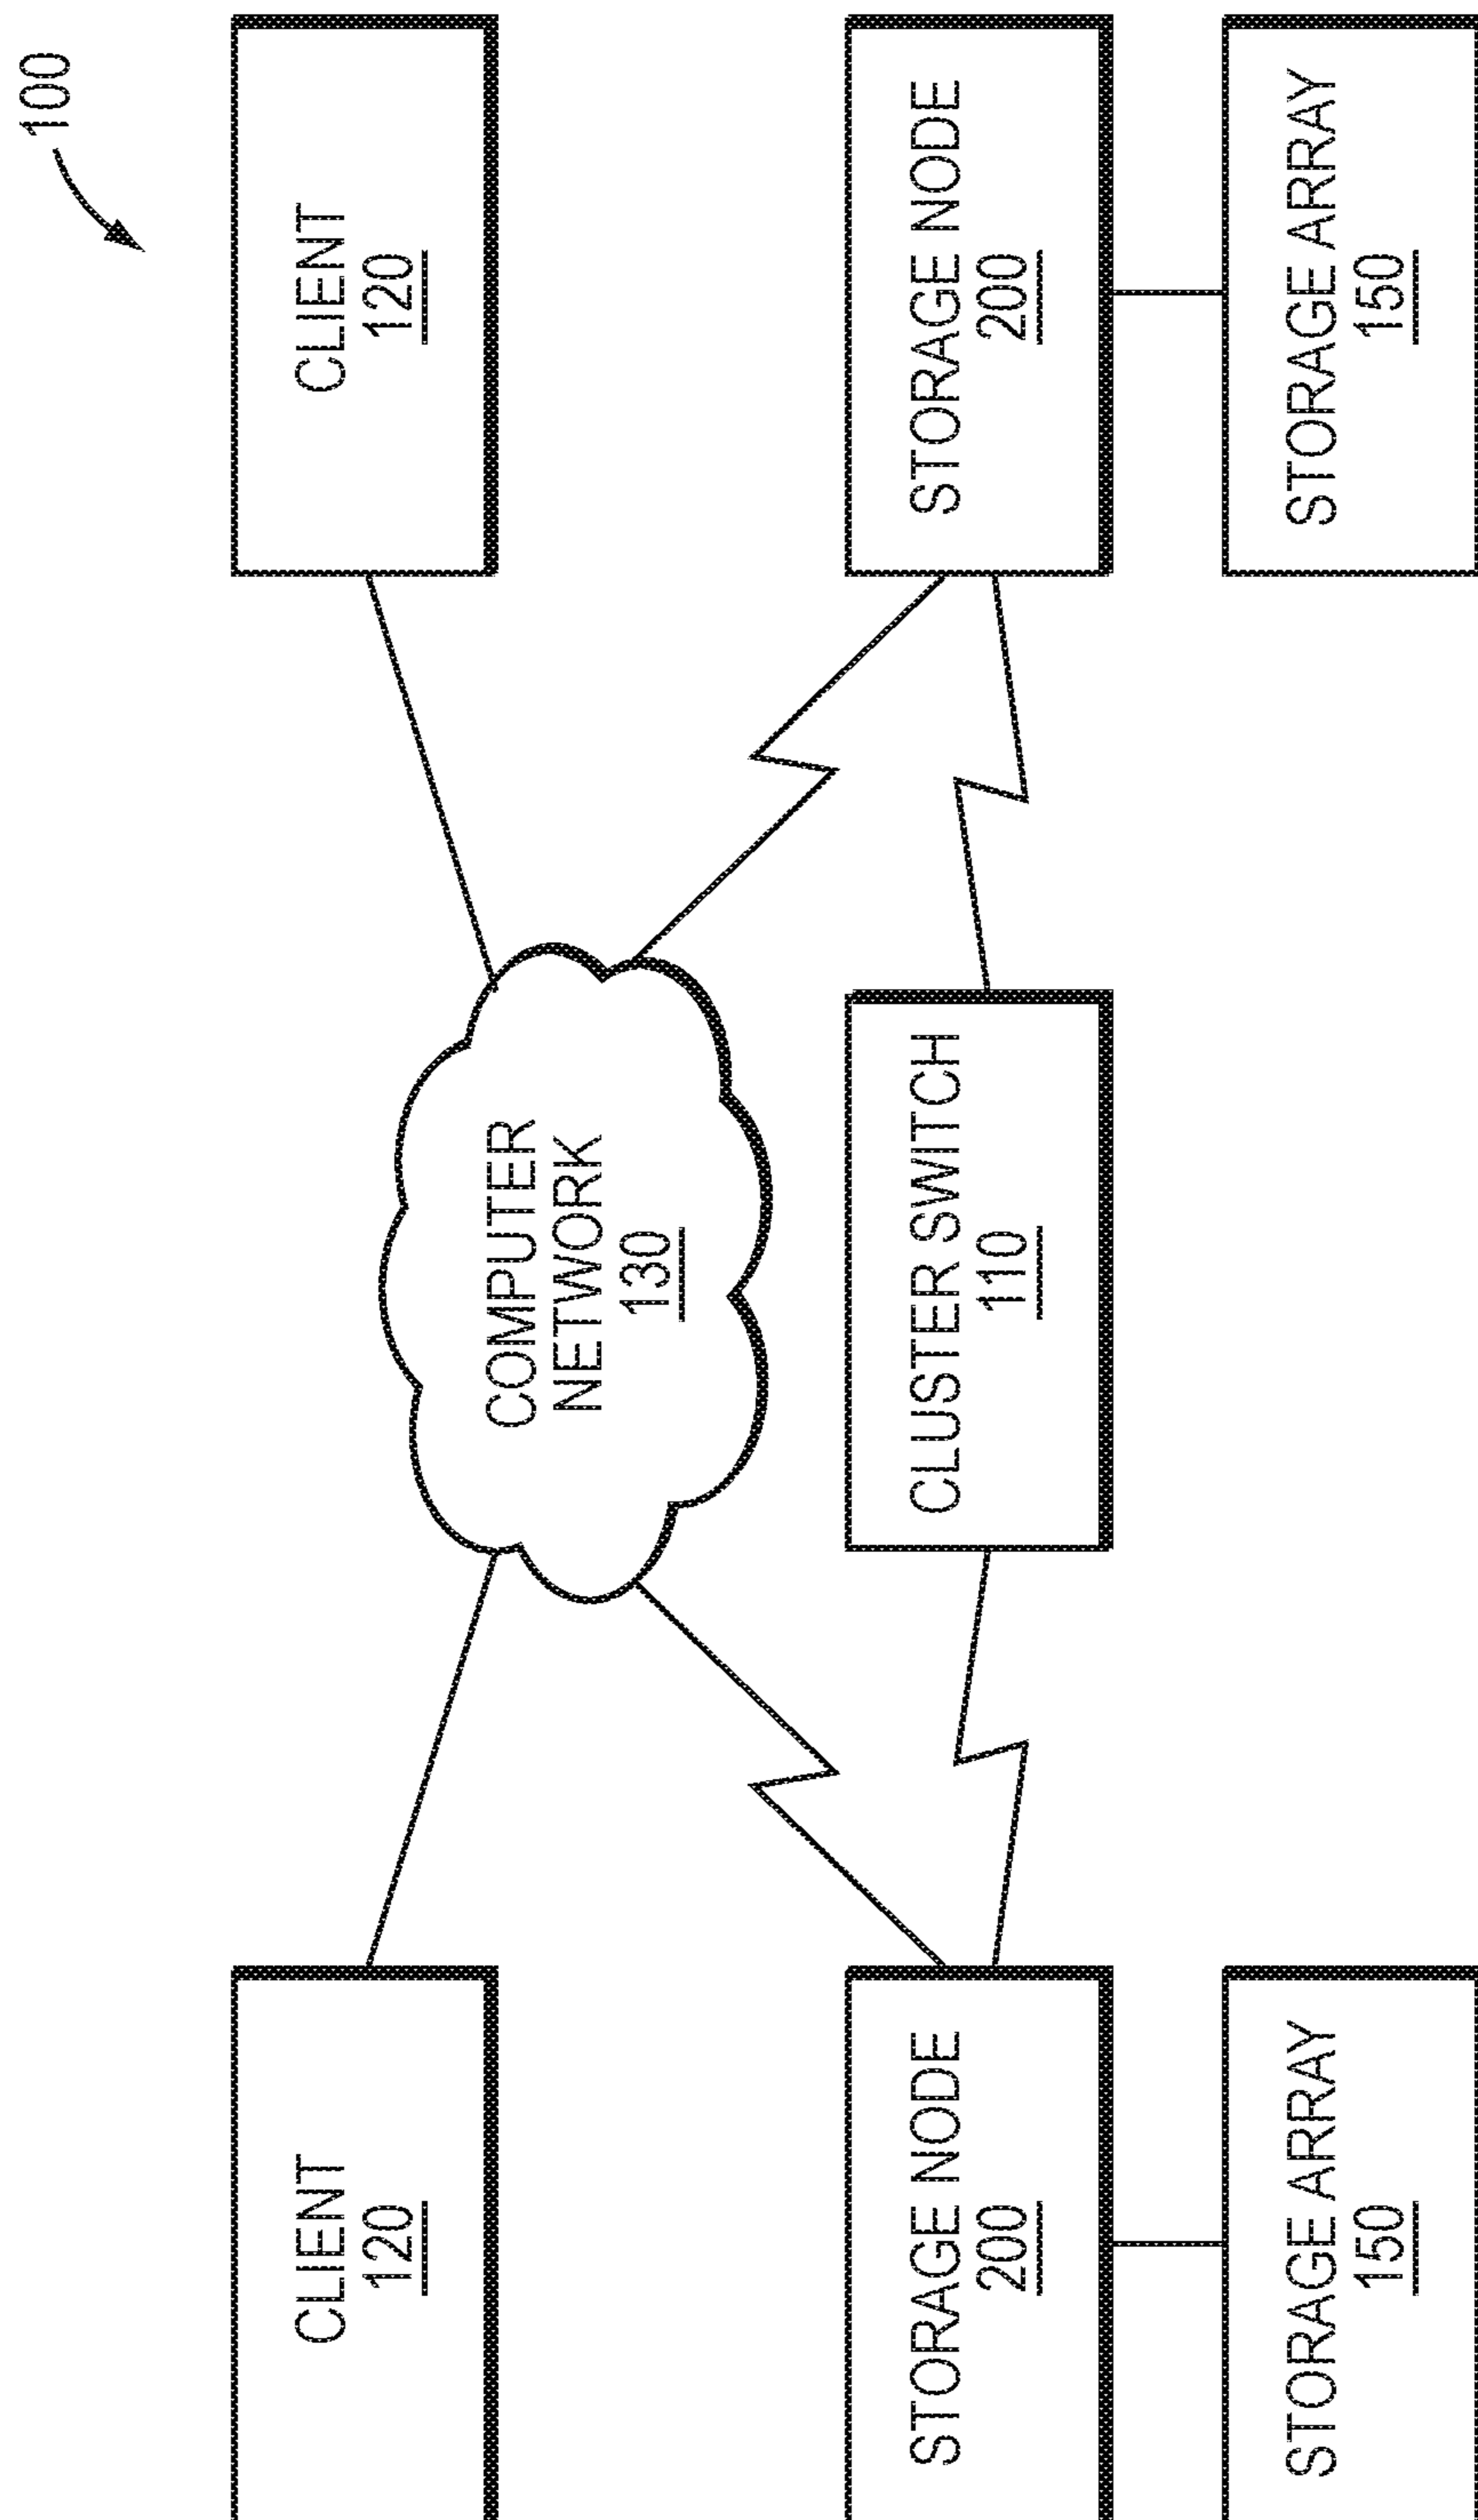 100
CLIENT
120
CLIENT
120
COMPUTER
NETWORK
130
STORAGE NODE
200
CLUSTER SWITCH
110
STORAGE NODE
200
STORAGE ARRAY
150
STORAGE ARRAY
150